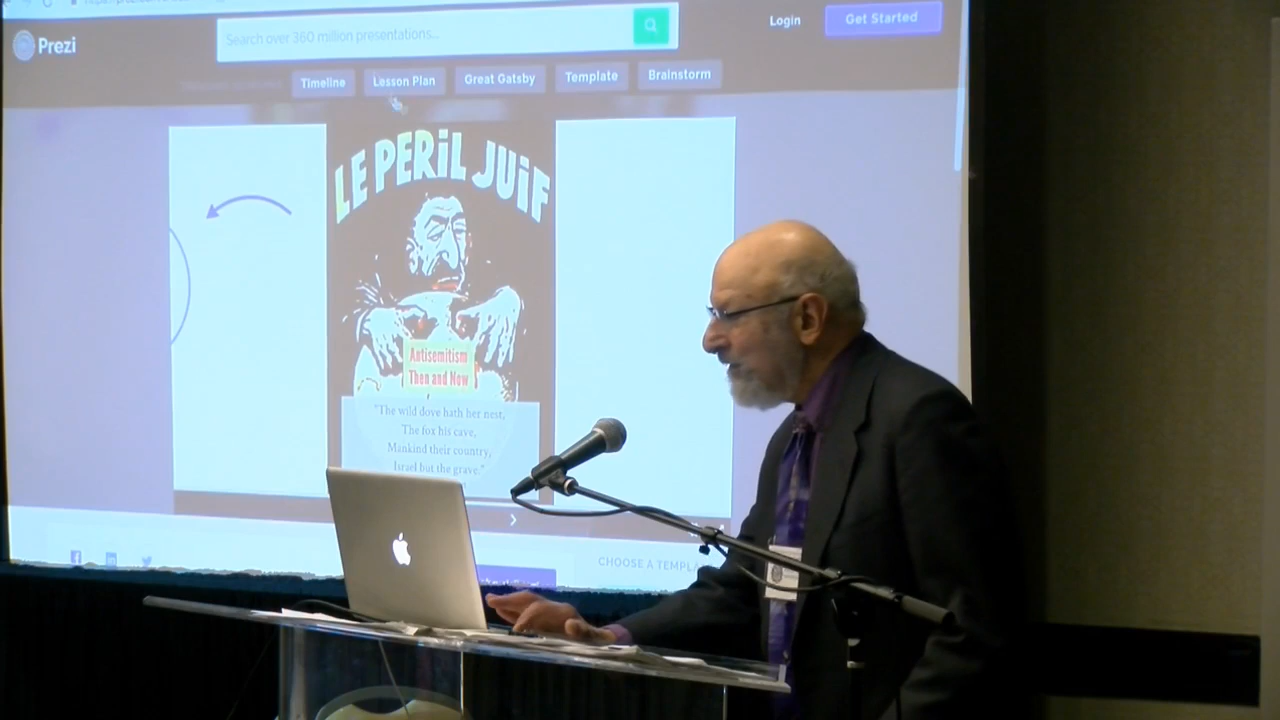 Prezi
Search over 360 million presentations...
Login
Get Started
Timeline
Lesson Plan
Great Gatsby
Template
Brainstorm
LE PERiL JUiF
Antisemitism
Then and Now
"The wild dove hath her nest,
The fox his cave,
Mankind their country,
Israel but the grave."
CHOOSE A TEMPLA